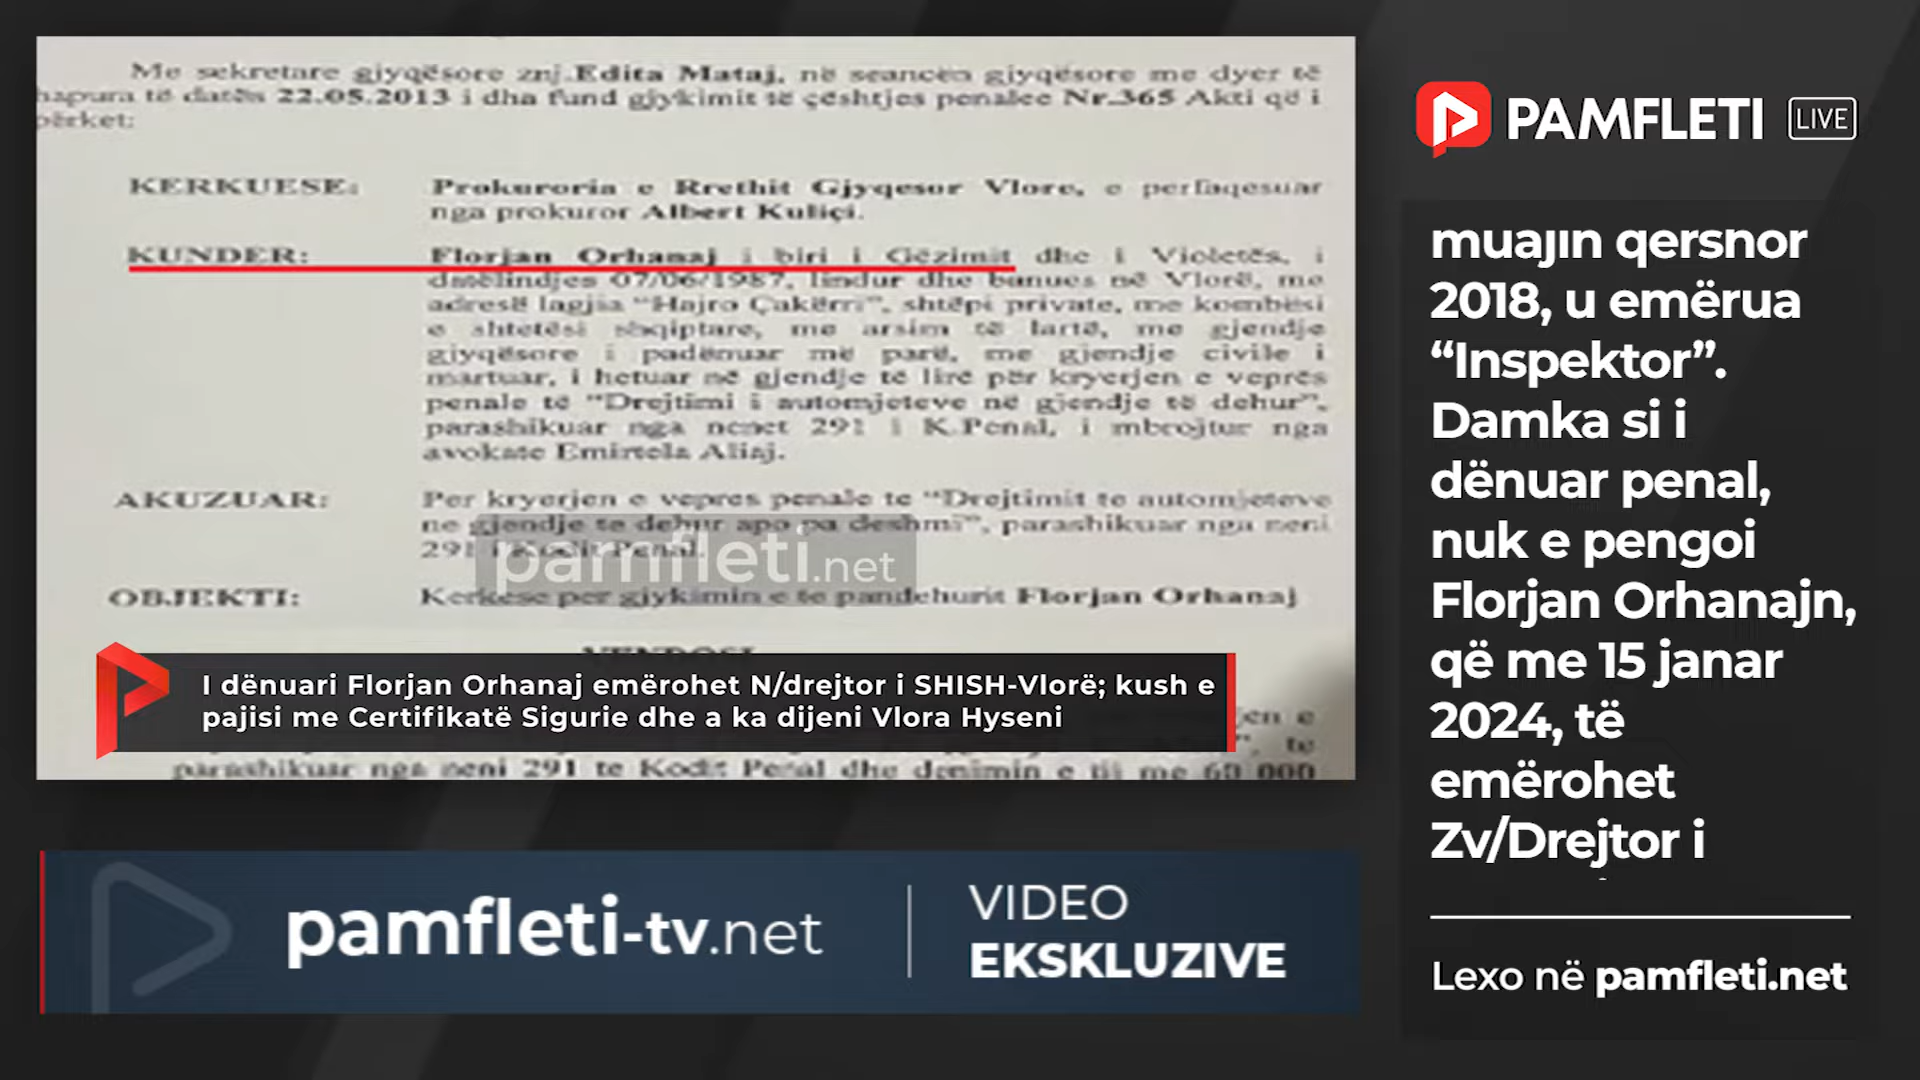 Me sekretare gjyqësore znj.Edita Mataj, në seancën gjyqësore me dyer të
hapura të datës 22.05.2013 i dha fund gjykimit të çështjes penalee Nr.365 Akti që i
përket:
KERKUESE: Prokuroria e Rrethit Gjyqesor Vlore, e perfaqesuar
nga prokuror Albert Kuliçi.
KUNDER: Florjan Orhanaj i biri i Gëzimit dhe i Violetës, i
datëlindjes 07/06/1987, lindur dhe banues në Vlorë, me
adresë lagjia "Hajro Çakërri", shtëpi private, me kombësi
e shtetësi shqiptare, me arsim të lartë, me gjendje
gjyqësore i padënuar më parë, me gjendje civile i
martuar, i hetuar në gjendje të lirë për kryerjen e veprës
penale të "Drejtimi i automjeteve në gjendje të dehur",
parashikuar nga nenet 291 i K.Penal, i mbrojtur nga
avokate Emirtela Aliaj.
AKUZUAR: Per kryerjen e vepres penale te "Drejtimit te automjeteve
ne gjendje te dehur apo pa deshmi", parashikuar nga neni
291 i Kodit Penal.
pamfleti.net
OBJEKTI: Kerkese per gjykimin e te pandehurit Florjan Orhanaj
VENDOSI
I dënuari Florjan Orhanaj emërohet N/drejtor i SHISH-Vlorë; kush e
pajisi me Certifikatë Sigurie dhe a ka dijeni Vlora Hyseni
parashikuar nga neni 291 te Kodit Penal dhe denimin e tij me 60 000
pamfleti-tv.net
VIDEO
EKSKLUZIVE
PAMFLETI LIVE
muajin qershor
2018, u emërua
“Inspektor”.
Damka si i
dënuar penal,
nuk e pengoi
Florjan Orhanajn,
që me 15 janar
2024, të
emërohet
Zv/Drejtor i
Lexo në pamfleti.net